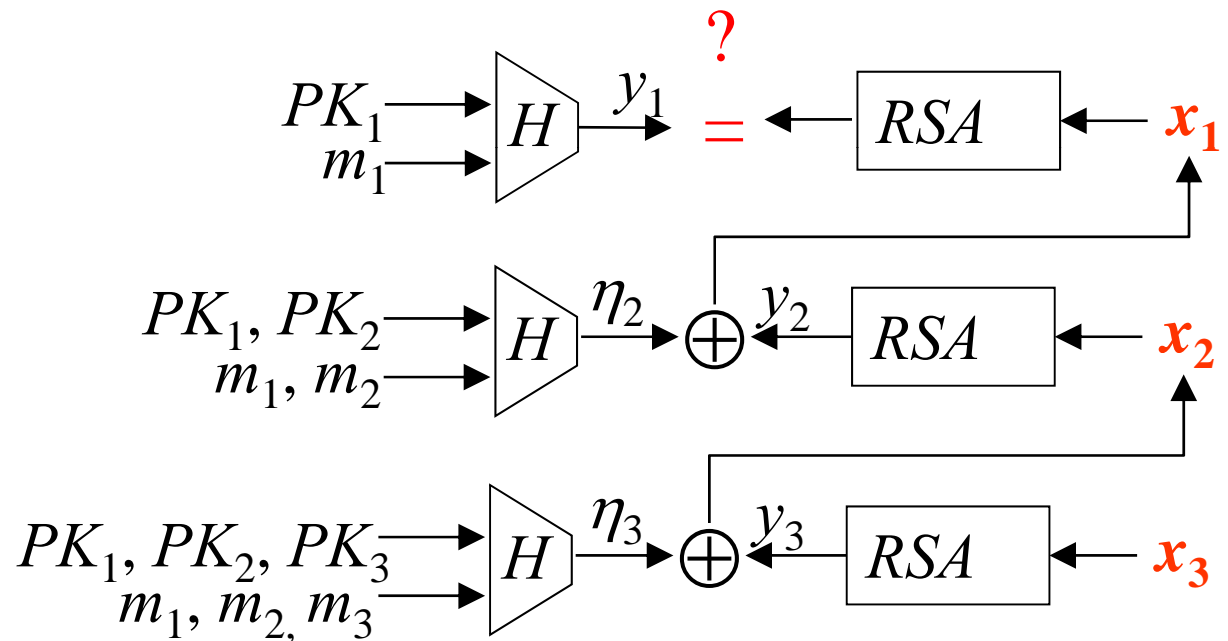 ?
PK₁ H y₁ = RSA x₁
m₁
PK₁, PK₂ H η₂ ⊕ y₂ RSA x₂
m₁, m₂
PK₁, PK₂, PK₃ H η₃ ⊕ y₃ RSA x₃
m₁, m₂, m₃